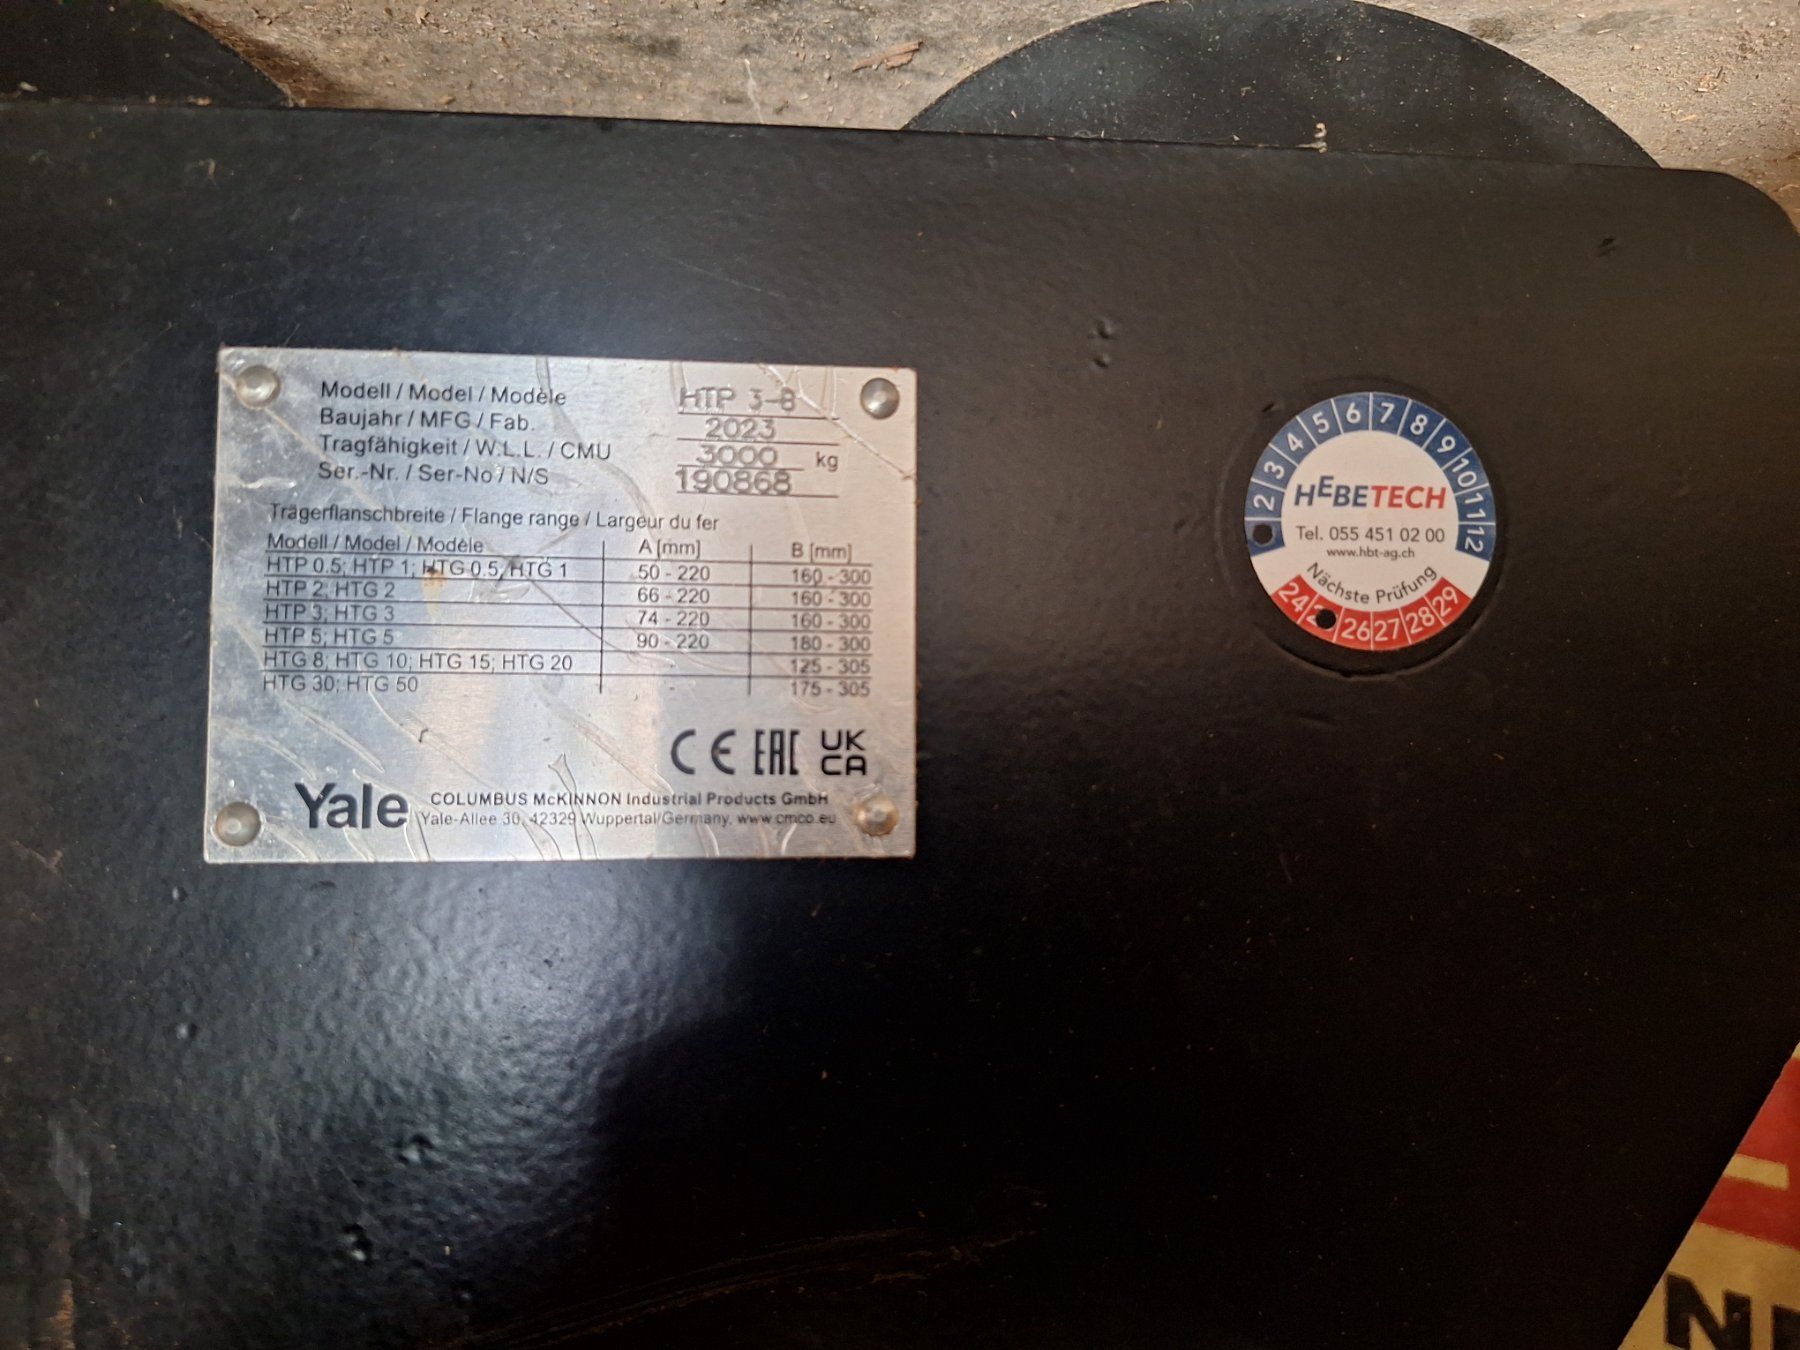 Modell / Model / Modèle HTP 3-B
Baujahr / MFG / Fab. 2023
Tragfähigkeit / W.L.L. / CMU 3000 kg
Ser.-Nr. / Ser-No / N/S 190868
Trägerflanschbreite / Flange range / Largeur du fer
Modell / Model / Modèle A [mm] B [mm]
HTP 0.5; HTP 1; HTG 0.5; HTG 1 50 - 220 160 - 300
HTP 2; HTG 2 66 - 220 160 - 300
HTP 3; HTG 3 74 - 220 160 - 300
HTP 5; HTG 5 90 - 220 180 - 300
HTG 8; HTG 10; HTG 15; HTG 20 125 - 305
HTG 30; HTG 50 - 175 - 305
CE EAC UK
CA
Yale COLUMBUS McKINNON Industrial Products GmbH
Yale-Allee 30, 42329 Wuppertal/Germany, www.cmco.eu
2 3 4 5 6 7 8 9 10 11 12
HEBETECH
Tel. 055 451 02 00
www.hbt-ag.ch
Nächste Prüfung
24 26 27 28 29